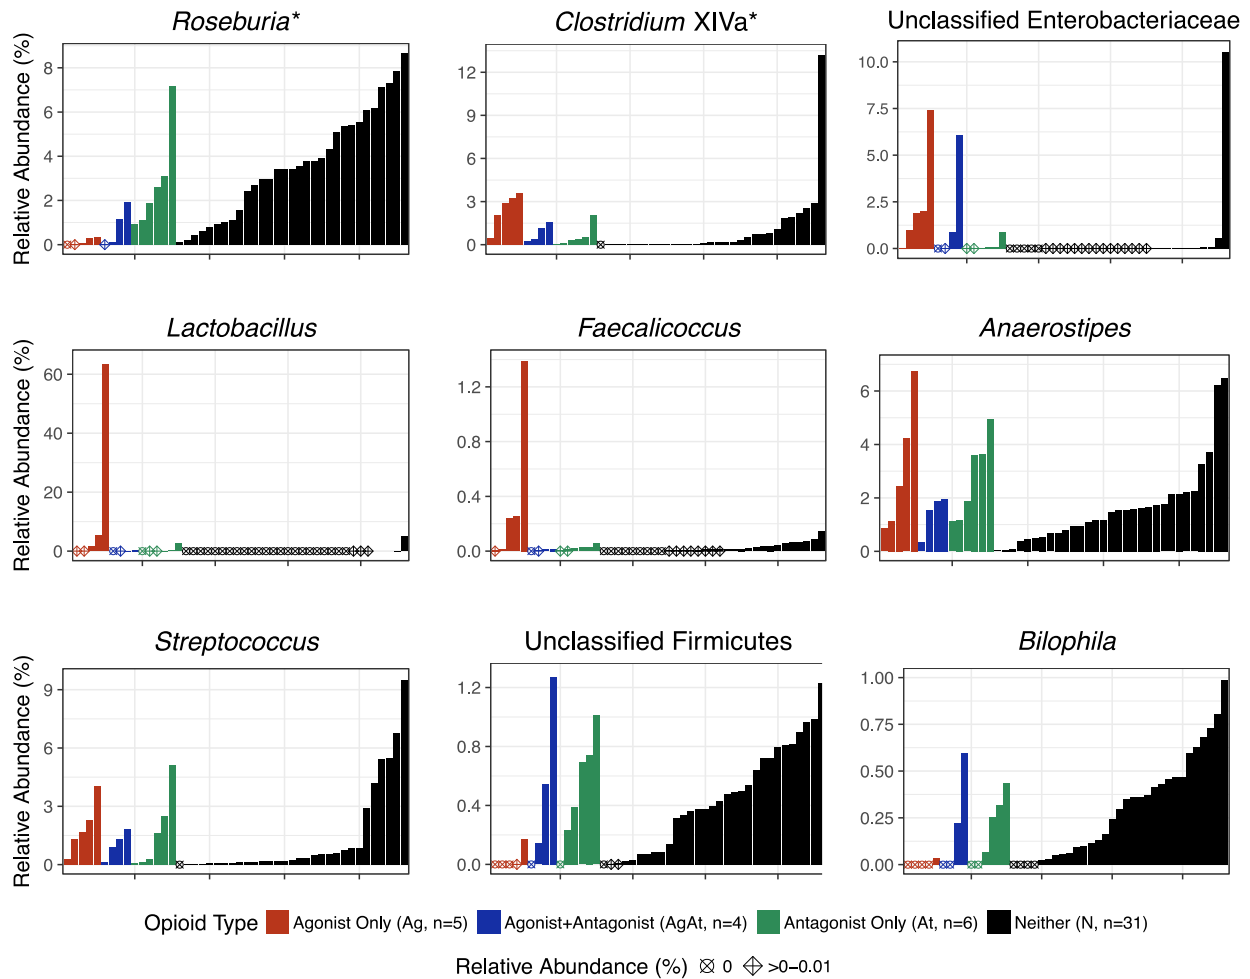 Roseburia*
Clostridium XIVa*
Unclassified Enterobacteriaceae
Relative Abundance (%)
8
6
4
2
0
12
9
6
3
0
10.0
7.5
5.0
2.5
0.0
Lactobacillus
Faecalicoccus
Anaerostipes
Relative Abundance (%)
60
40
20
0
1.2
0.8
0.4
0.0
6
4
2
0
Streptococcus
Unclassified Firmicutes
Bilophila
Relative Abundance (%)
9
6
3
0
1.2
0.8
0.4
0.0
1.00
0.75
0.50
0.25
0.00
Opioid Type Agonist Only (Ag, n=5) Agonist+Antagonist (AgAt, n=4) Antagonist Only (At, n=6) Neither (N, n=31)
Relative Abundance (%) 0 >0−0.01